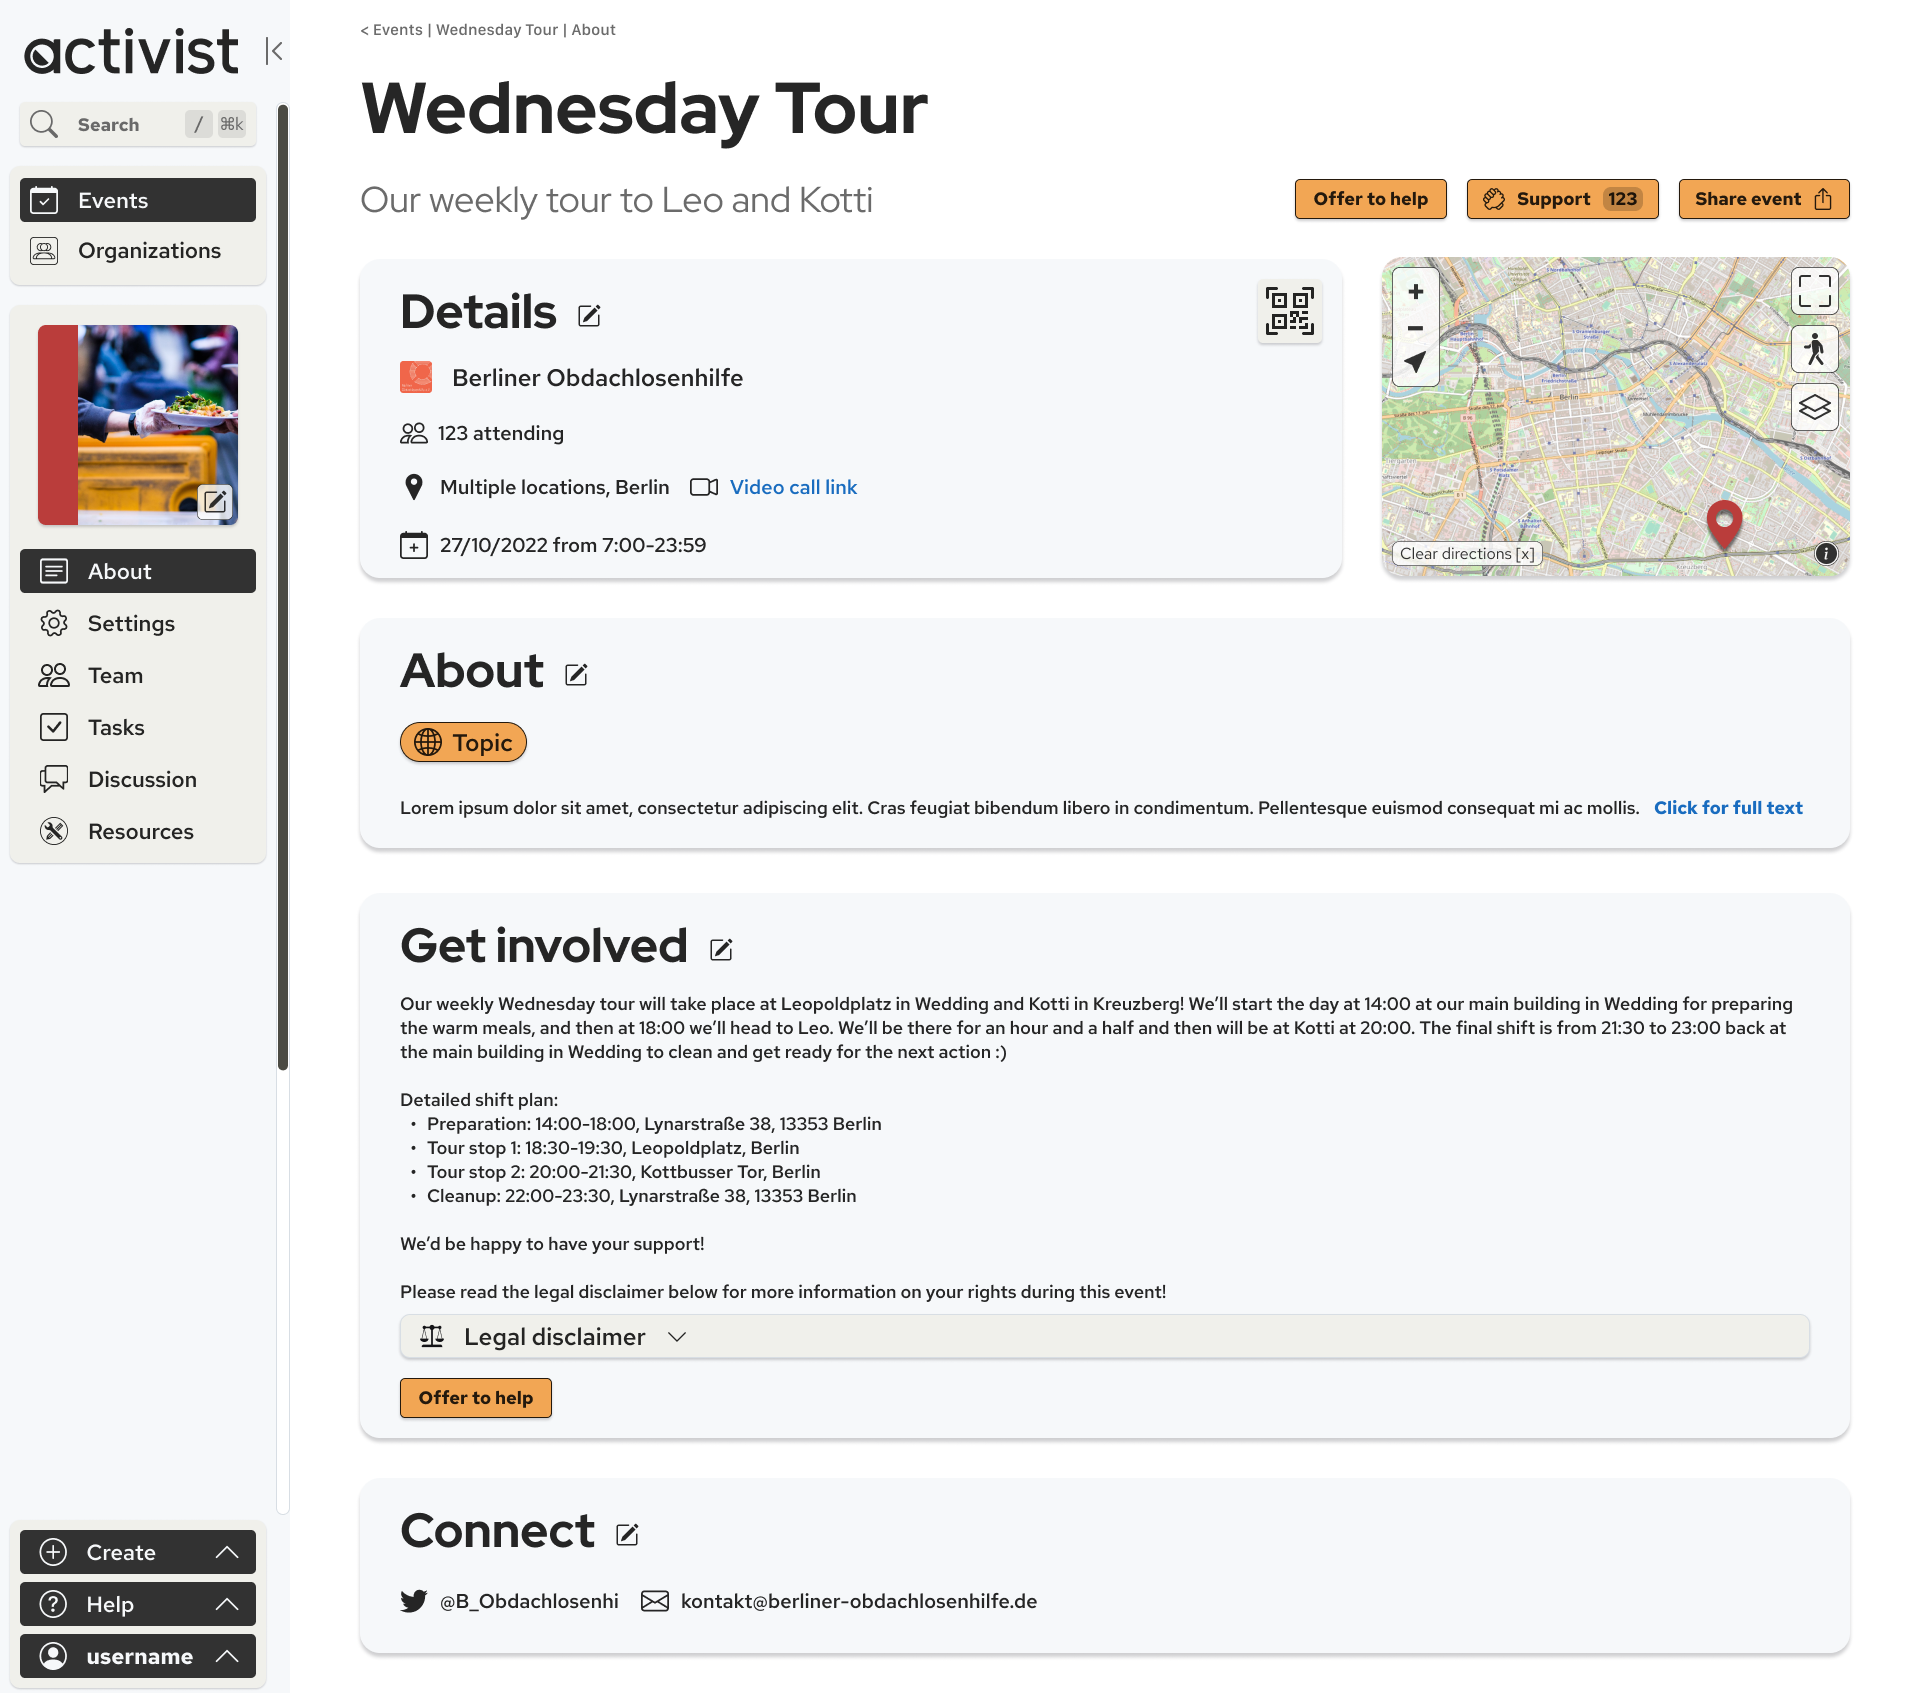 activist
Search / ⌘k
Events
Organizations
About
Settings
Team
Tasks
Discussion
Resources
Create
Help
username
< Events | Wednesday Tour | About
Wednesday Tour
Our weekly tour to Leo and Kotti
Offer to help
Support 123
Share event
Details
Berliner Obdachlosenhilfe
123 attending
Multiple locations, Berlin
Video call link
27/10/2022 from 7:00-23:59
+
−
Berlin
Kreuzberg
Clear directions [x]
i
About
Topic
Lorem ipsum dolor sit amet, consectetur adipiscing elit. Cras feugiat bibendum libero in condimentum. Pellentesque euismod consequat mi ac mollis. Click for full text
Get involved
Our weekly Wednesday tour will take place at Leopoldplatz in Wedding and Kotti in Kreuzberg! We’ll start the day at 14:00 at our main building in Wedding for preparing
the warm meals, and then at 18:00 we’ll head to Leo. We’ll be there for an hour and a half and then will be at Kotti at 20:00. The final shift is from 21:30 to 23:00 back at
the main building in Wedding to clean and get ready for the next action :)
Detailed shift plan:
• Preparation: 14:00-18:00, Lynarstraße 38, 13353 Berlin
• Tour stop 1: 18:30-19:30, Leopoldplatz, Berlin
• Tour stop 2: 20:00-21:30, Kottbusser Tor, Berlin
• Cleanup: 22:00-23:30, Lynarstraße 38, 13353 Berlin
We’d be happy to have your support!
Please read the legal disclaimer below for more information on your rights during this event!
Legal disclaimer
Offer to help
Connect
@B_Obdachlosenhi
kontakt@berliner-obdachlosenhilfe.de